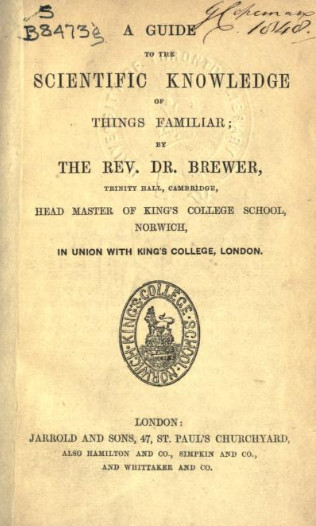 S
B8473g
1848.
A GUIDE
TO THE
SCIENTIFIC KNOWLEDGE
OF
THINGS FAMILIAR;
BY
THE REV. DR. BREWER,
TRINITY HALL, CAMBRIDGE,
HEAD MASTER OF KING'S COLLEGE SCHOOL,
NORWICH,
IN UNION WITH KING'S COLLEGE, LONDON.
KING'S·COLLEGE·SCHOOL·NORWICH·
LONDON:
JARROLD AND SONS, 47, ST. PAUL'S CHURCHYARD,
ALSO HAMILTON AND CO., SIMPKIN AND CO.,
AND WHITTAKER AND CO.